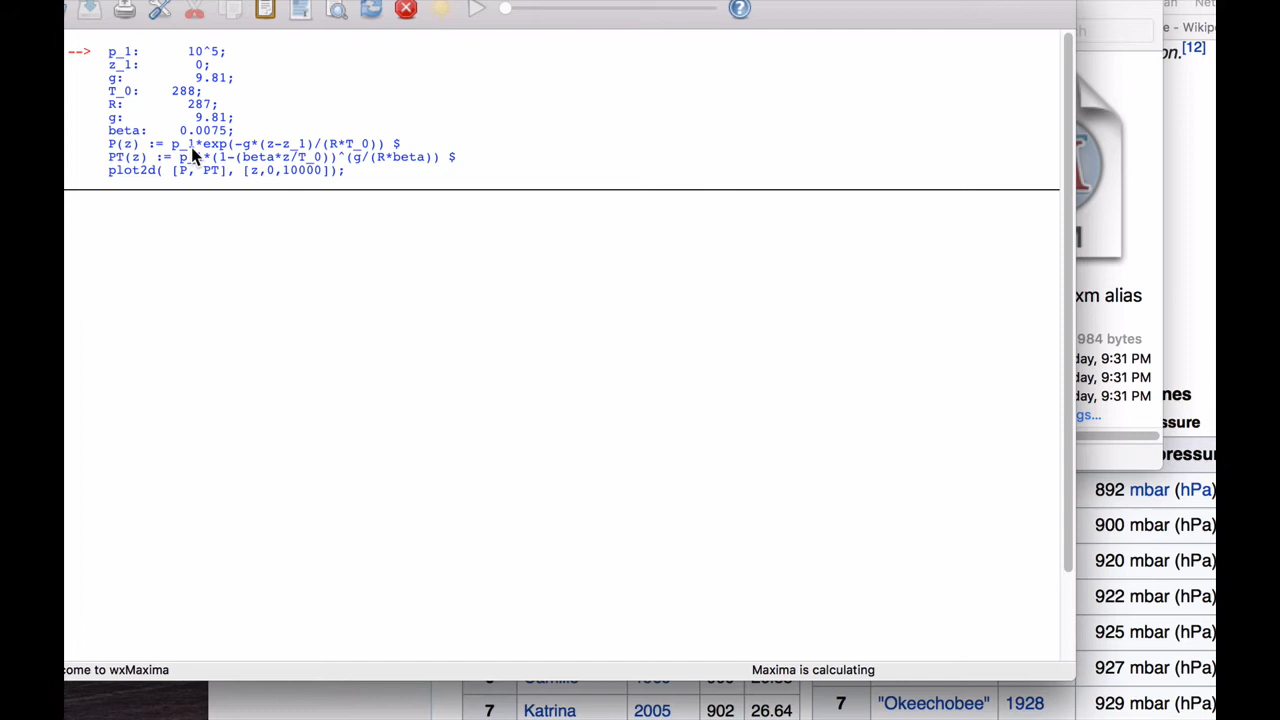 --> p_1: 10^5;
z_1: 0;
g: 9.81;
T_0: 288;
R: 287;
g: 9.81;
beta: 0.0075;
P(z) := p_1*exp(-g*(z-z_1)/(R*T_0)) $
PT(z) := p_1*(1-(beta*z/T_0))^(g/(R*beta)) $
plot2d( [P, PT], [z,0,10000]);
come to wxMaxima
Maxima is calculating
xm alias
984 bytes
day, 9:31 PM
day, 9:31 PM
day, 9:31 PM
gs...
e - Wikipe
on.[12]
nes
ssure
pressur
892 mbar (hPa)
900 mbar (hPa)
920 mbar (hPa)
922 mbar (hPa)
925 mbar (hPa)
927 mbar (hPa)
7 Katrina 2005 902 26.64
7 "Okeechobee" 1928 929 mbar (hPa)